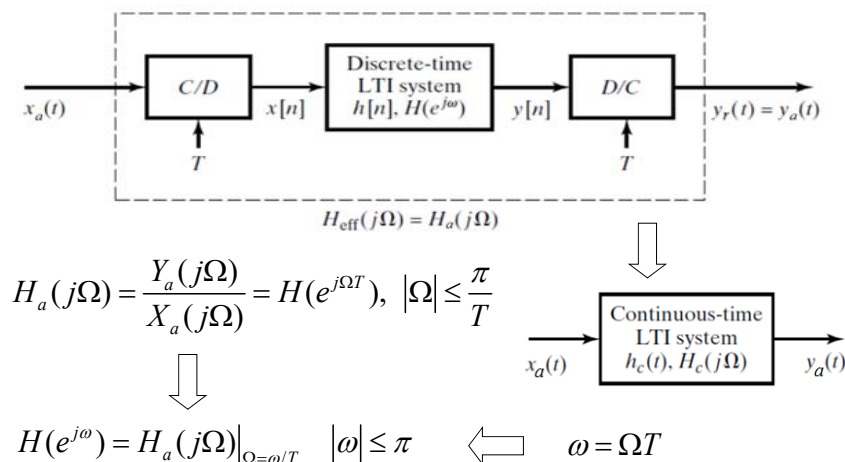 Discrete-time
LTI system
h[n], H(e^{jω})
C/D
D/C
x_a(t)
x[n]
y[n]
y_r(t) = y_a(t)
T
T
H_eff(jΩ) = H_a(jΩ)
H_a(jΩ) = Y_a(jΩ) / X_a(jΩ) = H(e^{jΩT}), |Ω| ≤ π/T
Continuous-time
LTI system
h_c(t), H_c(jΩ)
x_a(t)
y_a(t)
H(e^{jω}) = H_a(jΩ)|_{Ω=ω/T} |ω| ≤ π
ω = ΩT